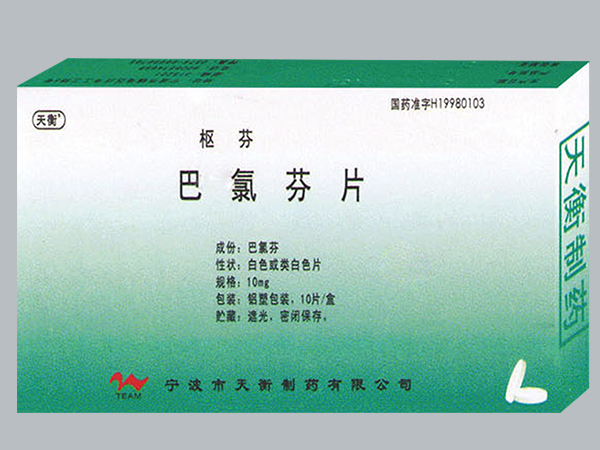 天衡
国药准字H19980103
枢芬
巴氯芬片
成份：巴氯芬
性状：白色或类白色片
规格：10mg
包装：铝塑包装，10片/盒
贮藏：遮光，密闭保存。
TEAM
宁波市天衡制药有限公司
天衡制药